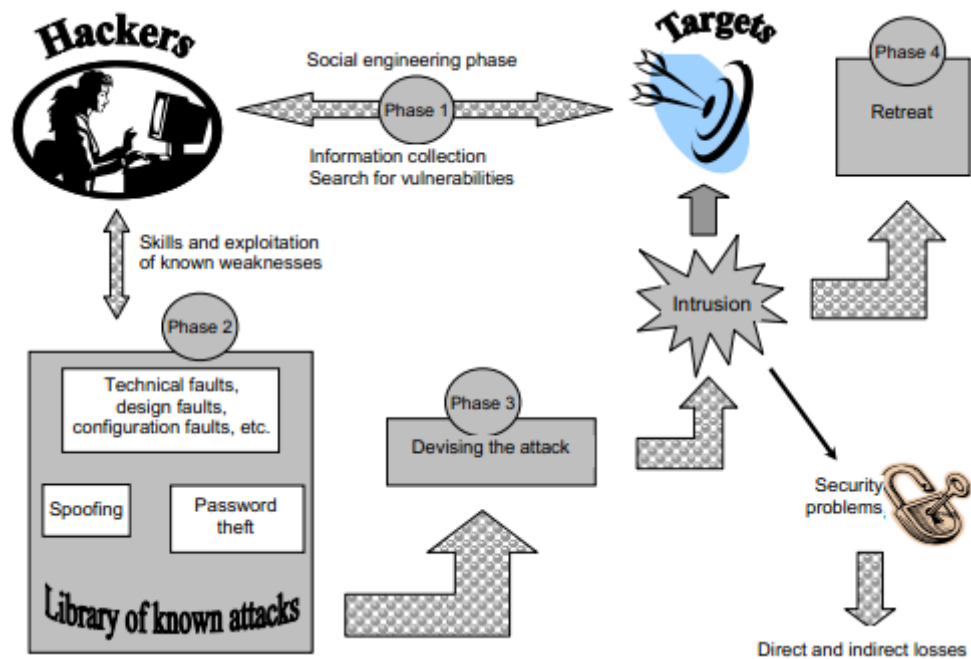 Hackers
Social engineering phase
Phase 1
Information collection
Search for vulnerabilities
Targets
Phase 4
Retreat
Skills and exploitation
of known weaknesses
Phase 2
Technical faults,
design faults,
configuration faults, etc.
Spoofing
Password
theft
Library of known attacks
Phase 3
Devising the attack
Intrusion
Security
problems
Direct and indirect losses